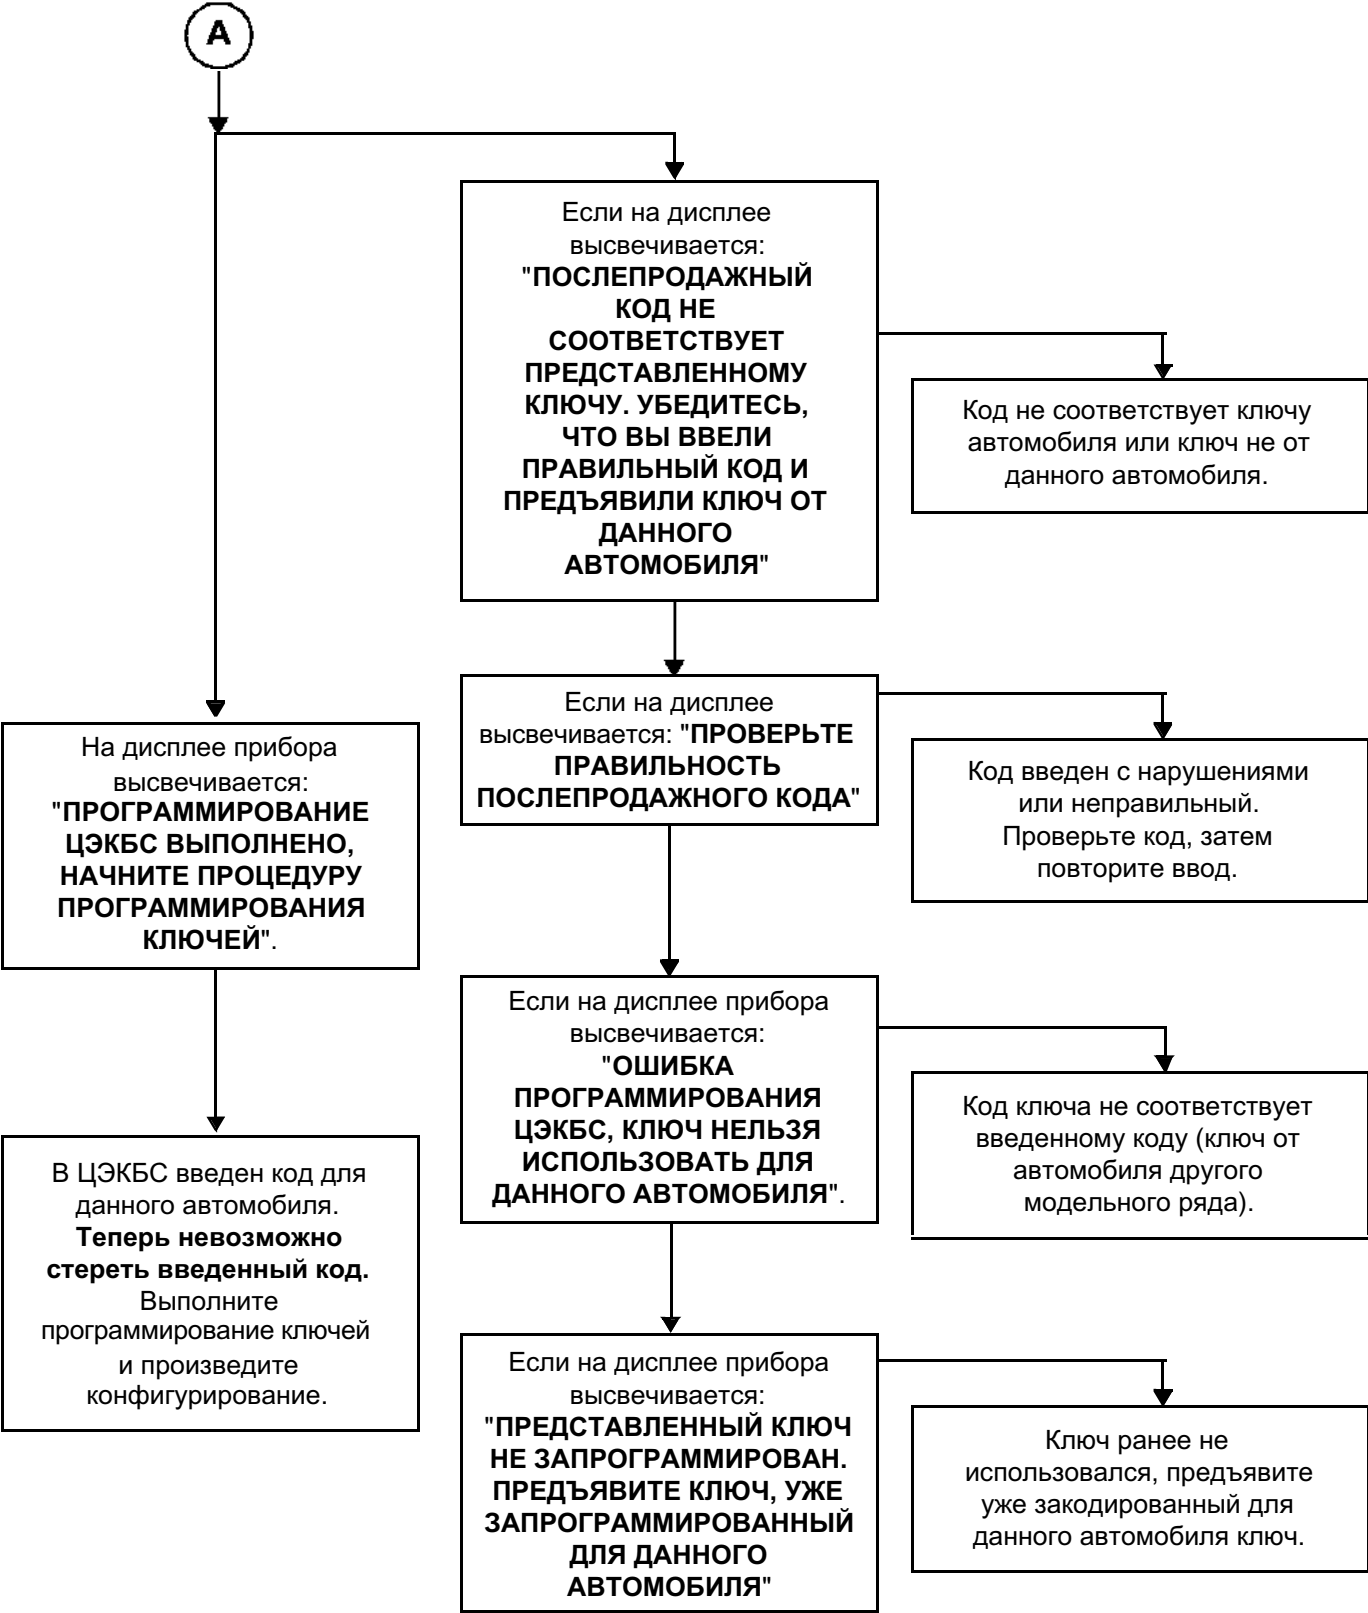 А
Если на дисплее
высвечивается:
"ПОСЛЕПРОДАЖНЫЙ
КОД НЕ
СООТВЕТСТВУЕТ
ПРЕДСТАВЛЕННОМУ
КЛЮЧУ. УБЕДИТЕСЬ,
ЧТО ВЫ ВВЕЛИ
ПРАВИЛЬНЫЙ КОД И
ПРЕДЪЯВИЛИ КЛЮЧ ОТ
ДАННОГО
АВТОМОБИЛЯ"
Код не соответствует ключу
автомобиля или ключ не от
данного автомобиля.
Если на дисплее
высвечивается: "ПРОВЕРЬТЕ
ПРАВИЛЬНОСТЬ
ПОСЛЕПРОДАЖНОГО КОДА"
Код введен с нарушениями
или неправильный.
Проверьте код, затем
повторите ввод.
На дисплее прибора
высвечивается:
"ПРОГРАММИРОВАНИЕ
ЦЭКБС ВЫПОЛНЕНО,
НАЧНИТЕ ПРОЦЕДУРУ
ПРОГРАММИРОВАНИЯ
КЛЮЧЕЙ".
Если на дисплее прибора
высвечивается:
"ОШИБКА
ПРОГРАММИРОВАНИЯ
ЦЭКБС, КЛЮЧ НЕЛЬЗЯ
ИСПОЛЬЗОВАТЬ ДЛЯ
ДАННОГО АВТОМОБИЛЯ".
Код ключа не соответствует
введенному коду (ключ от
автомобиля другого
модельного ряда).
В ЦЭКБС введен код для
данного автомобиля.
Теперь невозможно
стереть введенный код.
Выполните
программирование ключей
и произведите
конфигурирование.
Если на дисплее прибора
высвечивается:
"ПРЕДСТАВЛЕННЫЙ КЛЮЧ
НЕ ЗАПРОГРАММИРОВАН.
ПРЕДЪЯВИТЕ КЛЮЧ, УЖЕ
ЗАПРОГРАММИРОВАННЫЙ
ДЛЯ ДАННОГО
АВТОМОБИЛЯ"
Ключ ранее не
использовался, предъявите
уже закодированный для
данного автомобиля ключ.